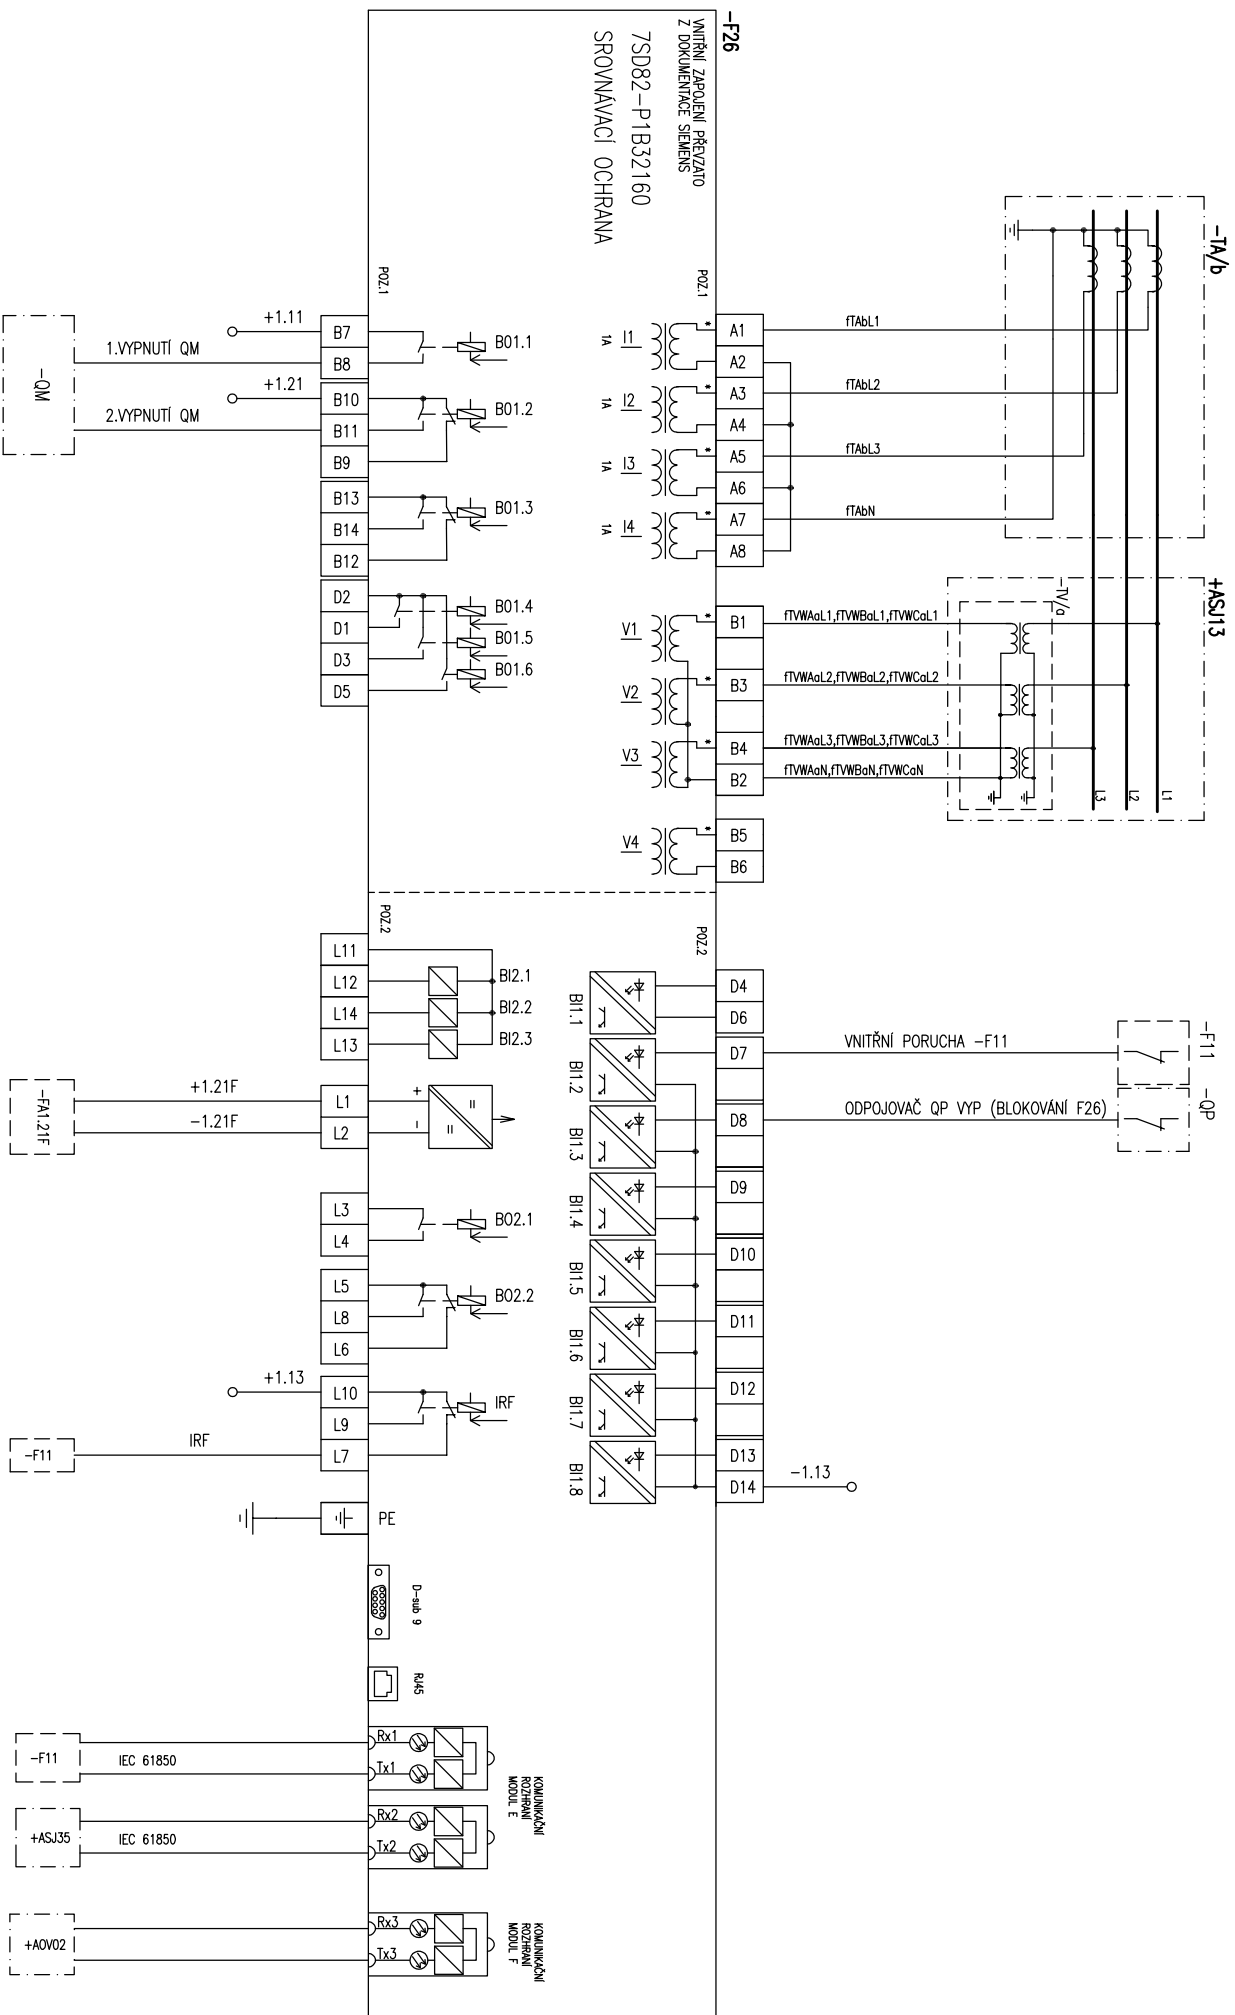 -F26
VNITŘNÍ ZAPOJENÍ PŘEVZATO
Z DOKUMENTACE SIEMENS
7SD82-P1B32160
SROVNÁVACÍ OCHRANA
-TA/b
+ASJ13
-TV/a
L1
L2
L3
POZ.1
POZ.1
fTAbL1
fTAbL2
fTAbL3
fTAbN
A1
A2
A3
A4
A5
A6
A7
A8
* I1 1A
* I2 1A
* I3 1A
* I4 1A
fTVWAaL1,fTVWBaL1,fTVWCaL1
fTVWAaL2,fTVWBaL2,fTVWCaL2
fTVWAaL3,fTVWBaL3,fTVWCaL3
fTVWAaN,fTVWBaN,fTVWCaN
B1
B3
B4
B2
B5
B6
* V1
* V2
* V3
* V4
+1.11
1.VYPNUTÍ QM
+1.21
2.VYPNUTÍ QM
-QM
B7
B8
B10
B11
B9
B13
B14
B12
D2
D1
D3
D5
BO1.1
BO1.2
BO1.3
BO1.4
BO1.5
BO1.6
POZ.2
POZ.2
L11
L12
L14
L13
BI2.1
BI2.2
BI2.3
+1.21F
-1.21F
-FA1.21F
L1
L2
+
-
=
=
L3
L4
BO2.1
L5
L8
L6
BO2.2
+1.13
L10
L9
L7
IRF
IRF
-F11
PE
D4
D6
D7
D8
D9
D10
D11
D12
D13
D14
BI1.1
BI1.2
BI1.3
BI1.4
BI1.5
BI1.6
BI1.7
BI1.8
VNITŘNÍ PORUCHA -F11
-F11
ODPOJOVAČ QP VYP (BLOKOVÁNÍ F26)
-QP
-1.13
D-sub 9
RJ45
Rx1
Tx1
Rx2
Tx2
KOMUNIKAČNÍ
ROZHRANÍ
MODUL E
Rx3
Tx3
KOMUNIKAČNÍ
ROZHRANÍ
MODUL F
-F11
IEC 61850
+ASJ35
IEC 61850
+AOV02